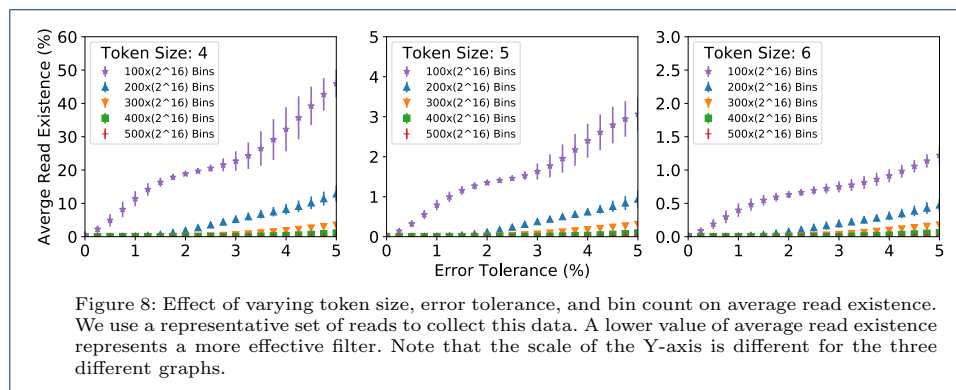 Token Size: 4
100x(2^16) Bins
200x(2^16) Bins
300x(2^16) Bins
400x(2^16) Bins
500x(2^16) Bins
60
50
40
30
20
10
0
0 1 2 3 4 5
Averge Read Existence (%)
Token Size: 5
100x(2^16) Bins
200x(2^16) Bins
300x(2^16) Bins
400x(2^16) Bins
500x(2^16) Bins
5
4
3
2
1
0
0 1 2 3 4 5
Error Tolerance (%)
Token Size: 6
100x(2^16) Bins
200x(2^16) Bins
300x(2^16) Bins
400x(2^16) Bins
500x(2^16) Bins
3.0
2.5
2.0
1.5
1.0
0.5
0.0
0 1 2 3 4 5
Figure 8: Effect of varying token size, error tolerance, and bin count on average read existence.
We use a representative set of reads to collect this data. A lower value of average read existence
represents a more effective filter. Note that the scale of the Y-axis is different for the three
different graphs.